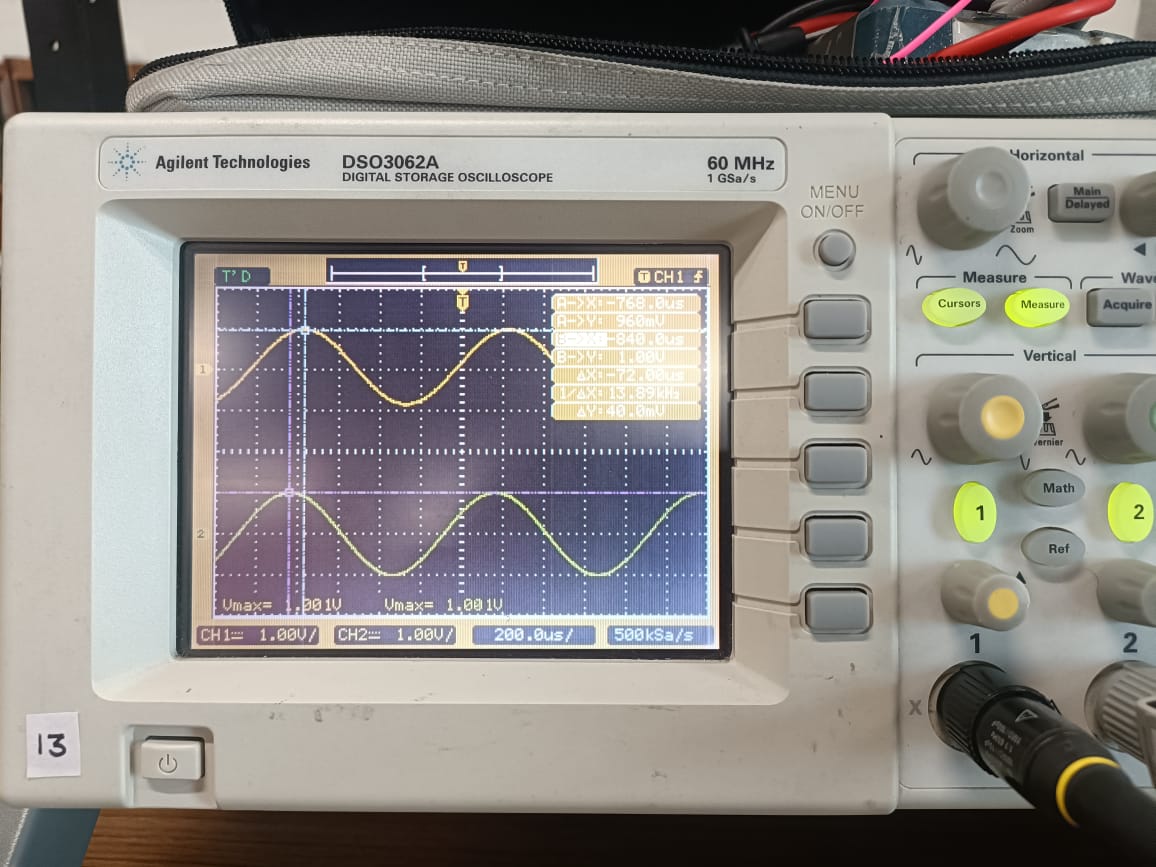 Agilent Technologies
DSO3062A
DIGITAL STORAGE OSCILLOSCOPE
60 MHz
1 GSa/s
MENU
ON/OFF
Horizontal
Main
Delayed
Zoom
Measure
Cursors
Measure
Acquire
Vertical
1
2
Math
Ref
1
2
X
T'D
T
T CH1
T
A->X:-768.0us
A->Y: 960mV
-840.0us
B->Y: 1.00V
ΔX:-72.00us
1/ΔX: 13.89kHz
ΔY: 40.0mV
1
2
Vmax= 1.001V Vmax= 1.001V
CH1 1.00V/ CH2 1.00V/ 200.0us/ 500kSa/s
13